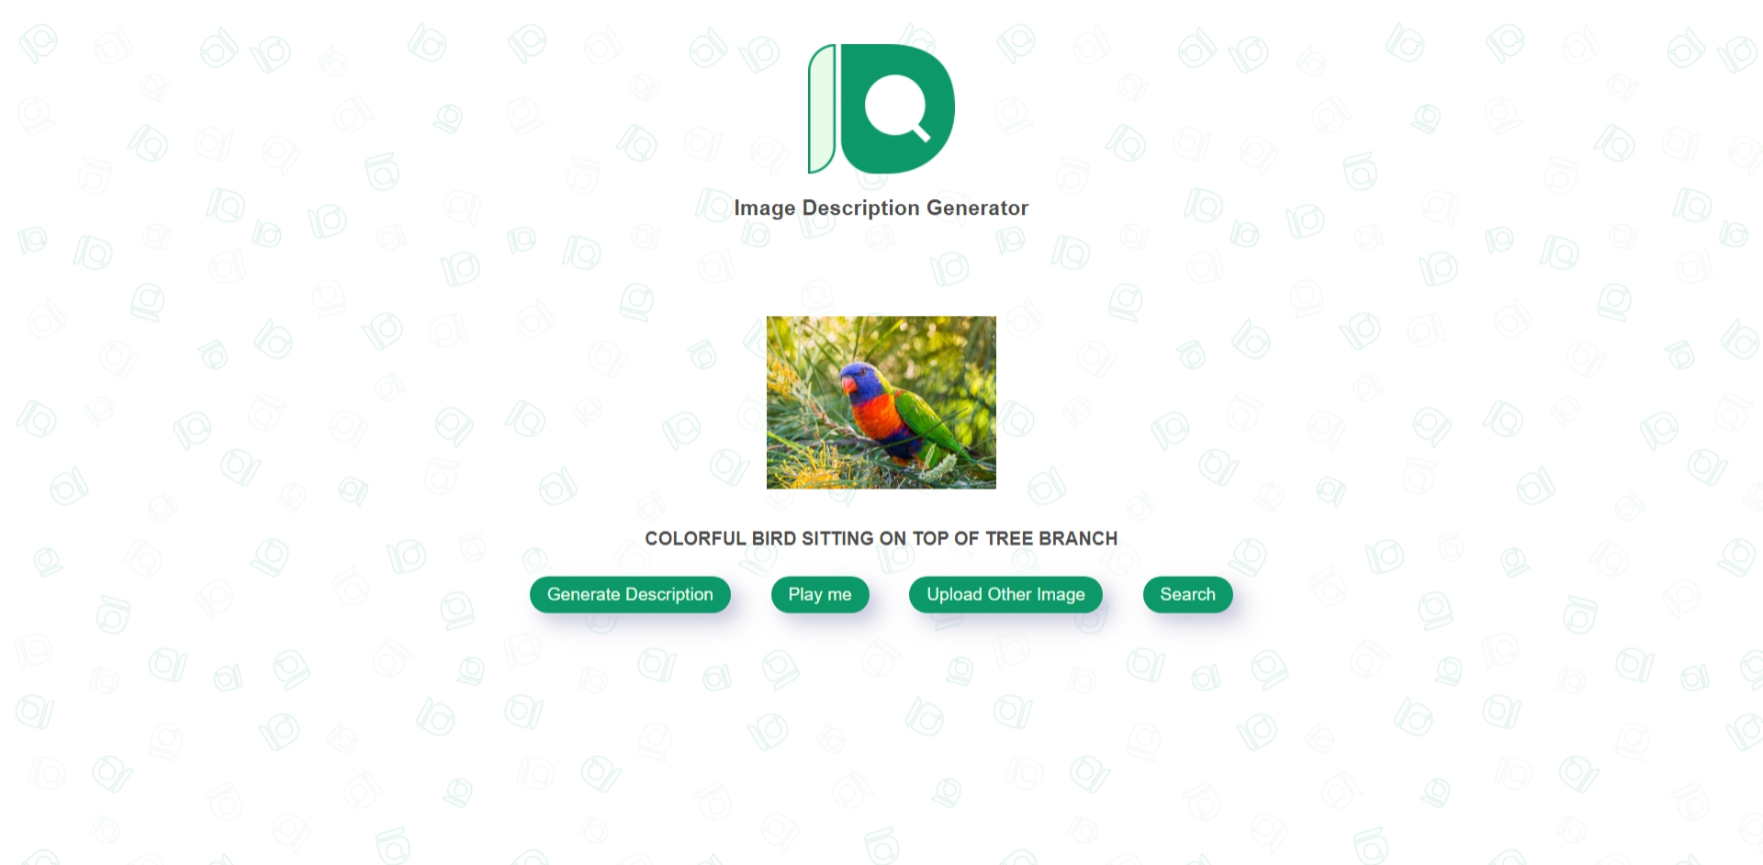 Image Description Generator
COLORFUL BIRD SITTING ON TOP OF TREE BRANCH
Generate Description
Play me
Upload Other Image
Search